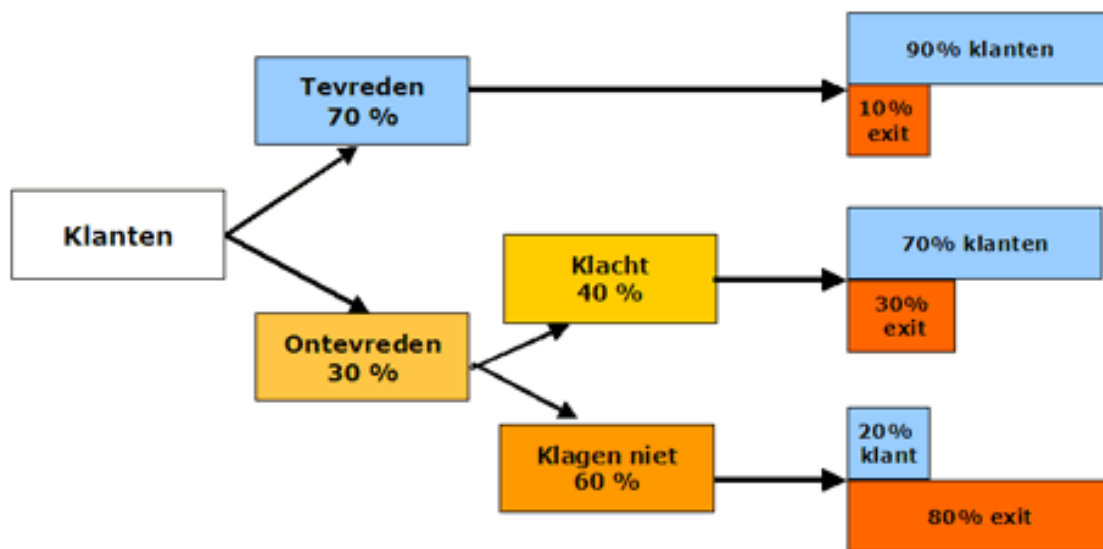 90% klanten
Tevreden
70 %
10%
exit
Klanten
70% klanten
Klacht
40 %
30%
exit
Ontevreden
30 %
20%
klant
Klagen niet
60 %
80% exit